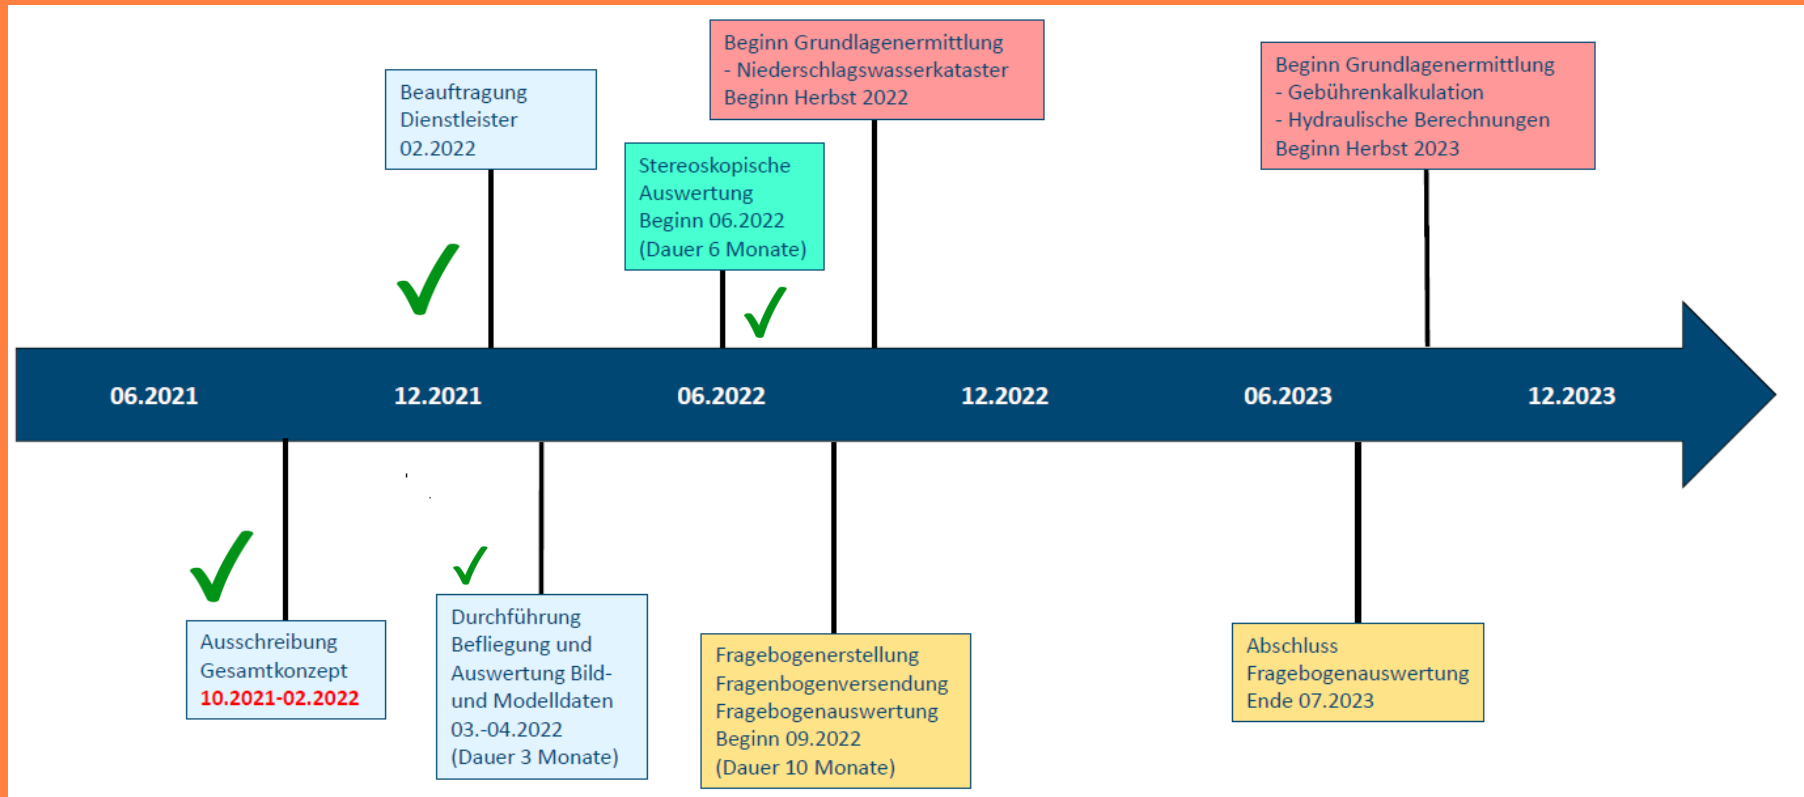 Beginn Grundlagenermittlung
- Niederschlagswasserkataster
Beginn Herbst 2022
Beginn Grundlagenermittlung
- Gebührenkalkulation
- Hydraulische Berechnungen
Beginn Herbst 2023
Beauftragung
Dienstleister
02.2022
Stereoskopische
Auswertung
Beginn 06.2022
(Dauer 6 Monate)
06.2021
12.2021
06.2022
12.2022
06.2023
12.2023
Ausschreibung
Gesamtkonzept
10.2021-02.2022
Durchführung
Befliegung und
Auswertung Bild-
und Modelldaten
03.-04.2022
(Dauer 3 Monate)
Fragebogenerstellung
Fragenbogenversendung
Fragebogenauswertung
Beginn 09.2022
(Dauer 10 Monate)
Abschluss
Fragebogenauswertung
Ende 07.2023